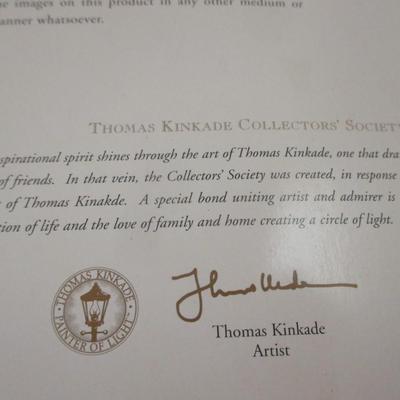 e images on this product in any other medium or
anner whatsoever.
THOMAS KINKADE COLLECTORS' SOCIETY
spirational spirit shines through the art of Thomas Kinkade, one that dra
of friends. In that vein, the Collectors' Society was created, in response
of Thomas Kinakde. A special bond uniting artist and admirer is
tion of life and the love of family and home creating a circle of light.
THOMAS KINKADE
PAINTER OF LIGHT
Thomas Kinkade
Artist